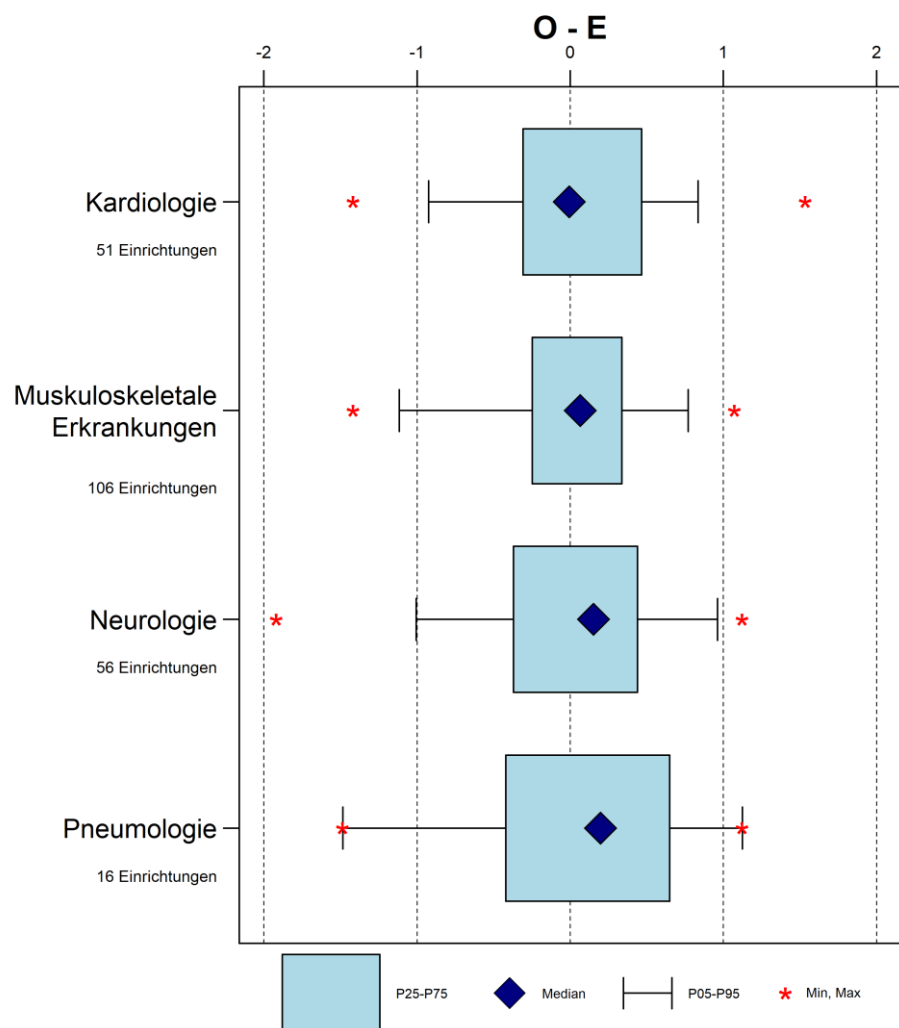 O - E
-2 -1 0 1 2
Kardiologie
51 Einrichtungen
Muskuloskeletale
Erkrankungen
106 Einrichtungen
Neurologie
56 Einrichtungen
Pneumologie
16 Einrichtungen
P25-P75 Median P05-P95 Min, Max